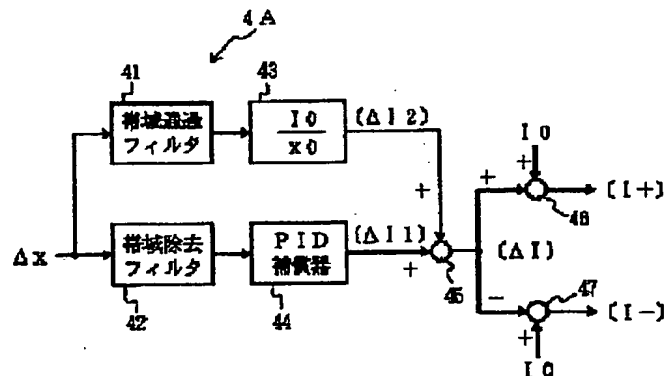 4A
41
43
帯域通過
フィルタ
I0
x0
(ΔI2)
I0
+
+
+
(I+)
46
Δx
帯域除去
フィルタ
PID
補償器
(ΔI1)
+
45
(ΔI)
42
44
−
47
(I-)
+
I0